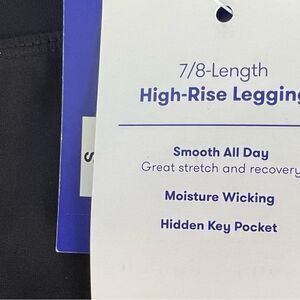 7/8-Length
High-Rise Legging
Smooth All Day
Great stretch and recovery
Moisture Wicking
Hidden Key Pocket
S